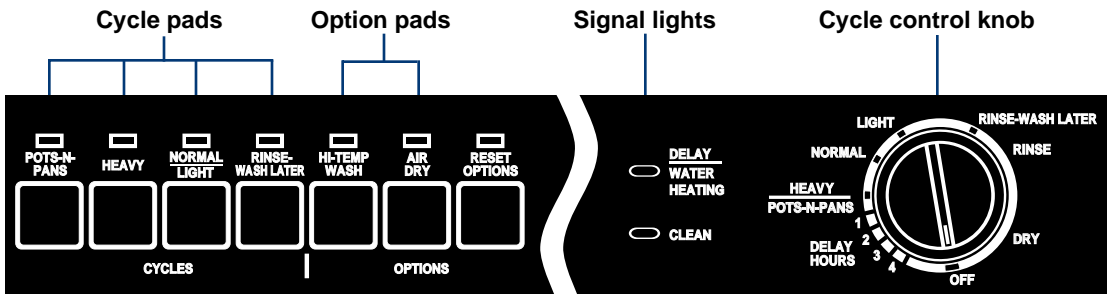 Cycle pads
Option pads
Signal lights
Cycle control knob
POTS-N-
PANS
HEAVY
NORMAL
LIGHT
RINSE-
WASH LATER
HI-TEMP
WASH
AIR
DRY
RESET
OPTIONS
CYCLES
OPTIONS
DELAY
WATER
HEATING
CLEAN
LIGHT
RINSE-WASH LATER
NORMAL
RINSE
HEAVY
POTS-N-PANS
1
2
3
4
DELAY
HOURS
DRY
OFF